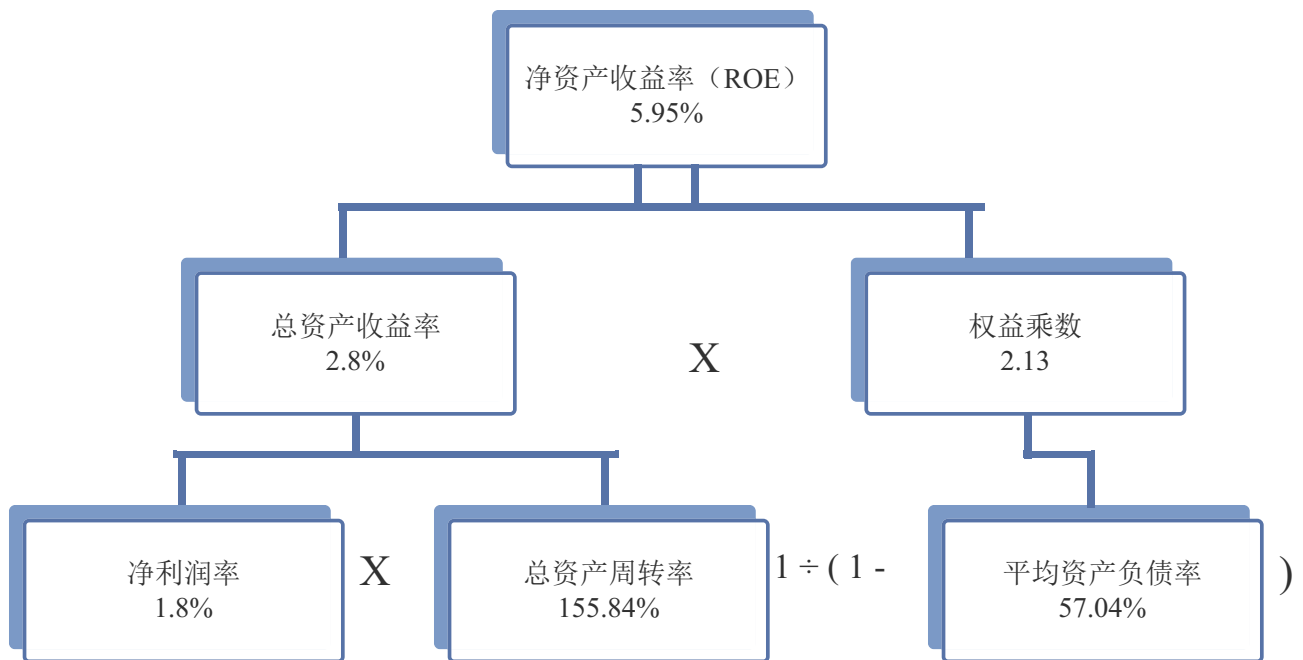 净资产收益率（ROE）
5.95%
总资产收益率
2.8%
X
权益乘数
2.13
净利润率
1.8%
X
总资产周转率
155.84%
1 ÷ ( 1 -
平均资产负债率
57.04%
)